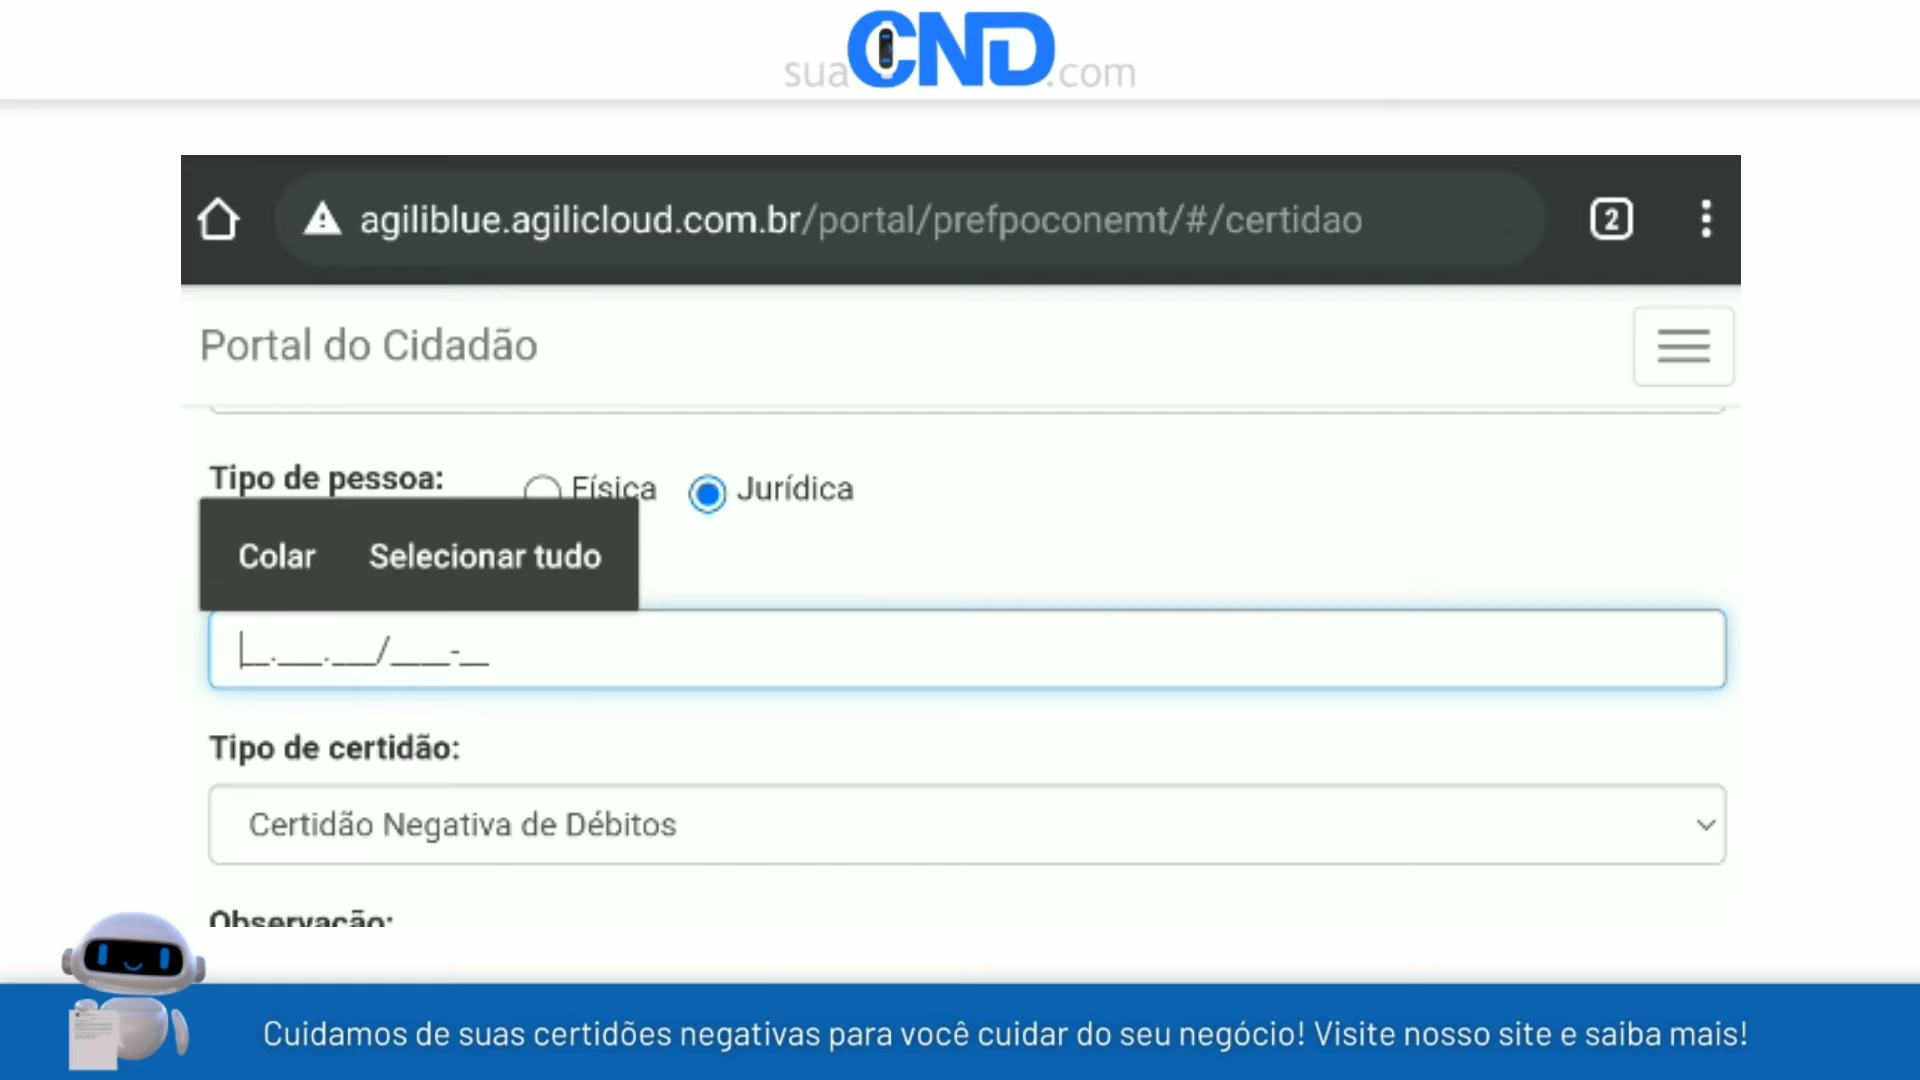 suaCND.com
agiliblue.agilicloud.com.br/portal/prefpoconemt/#/certidao
2
Portal do Cidadão
Tipo de pessoa:
Física
Jurídica
Colar
Selecionar tudo
__.___.___/____-__
Tipo de certidão:
Certidão Negativa de Débitos
Observação:
Cuidamos de suas certidões negativas para você cuidar do seu negócio! Visite nosso site e saiba mais!